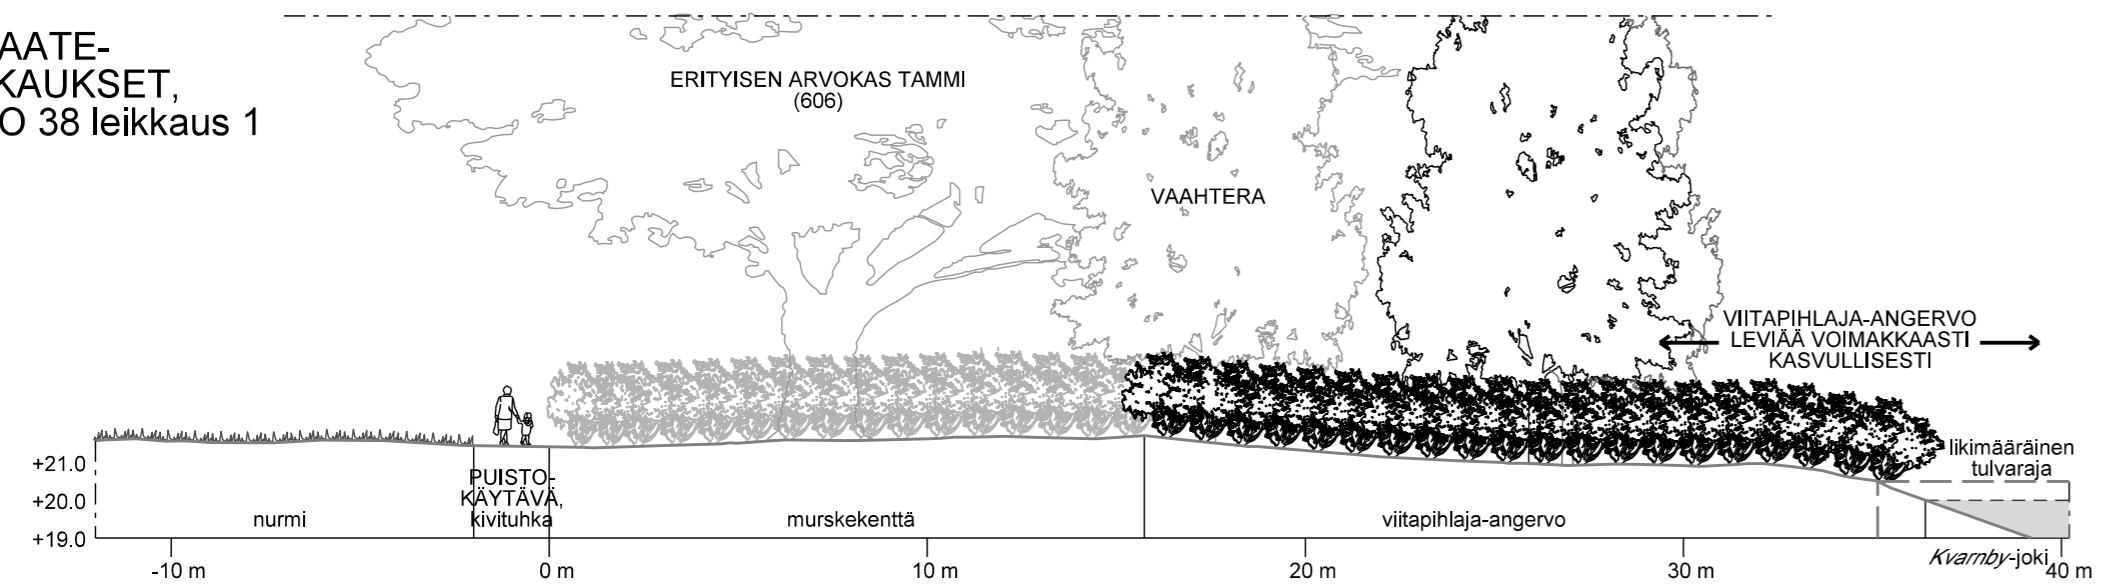 AATE-
KAUKSET,
O 38 leikkaus 1
ERITYISEN ARVOKAS TAMMI
(606)
VAAHTERA
VIITAPIHLAJA-ANGERVO
LEVIÄÄ VOIMAKKAASTI
KASVULLISESTI
likimääräinen
tulvaraja
+21.0
+20.0
+19.0
nurmi
PUISTO-
KÄYTÄVÄ,
kivituhka
murskekenttä
viitapihlaja-angervo
Kvarnby-joki
-10 m
0 m
10 m
20 m
30 m
40 m